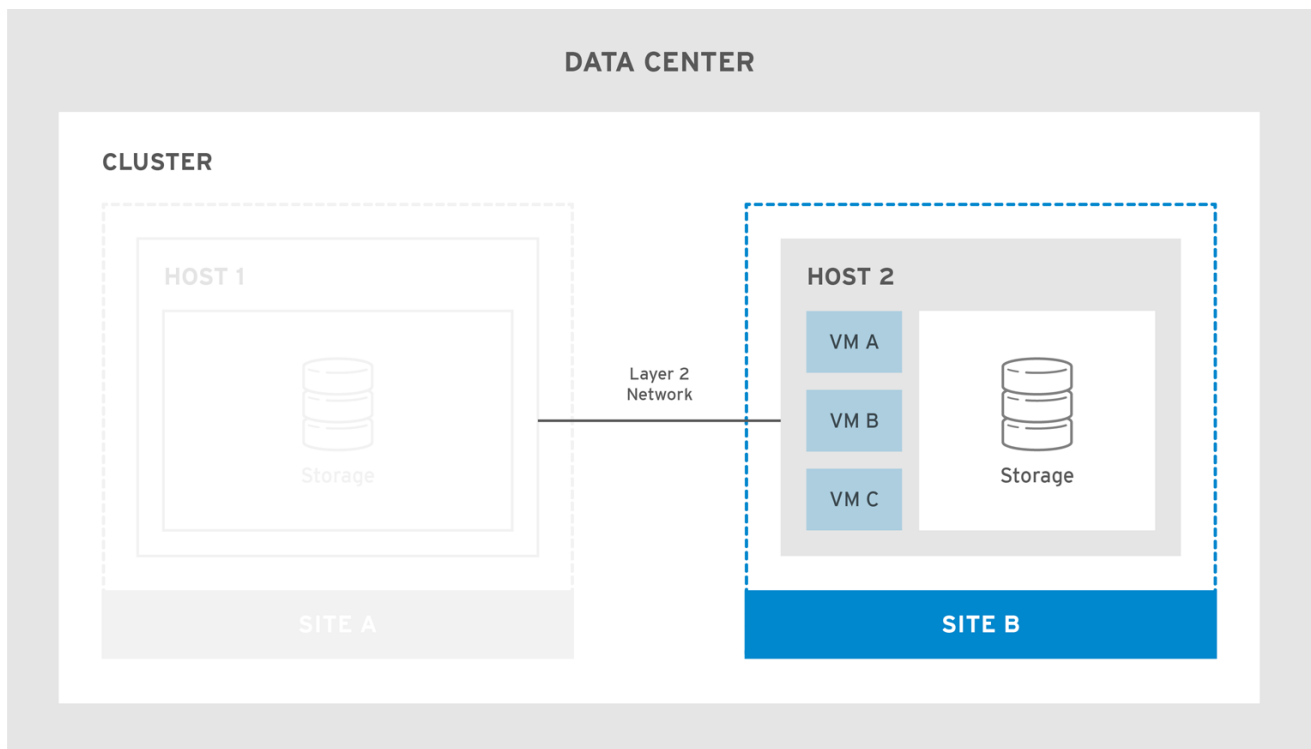 DATA CENTER
CLUSTER
HOST 1
Storage
SITE A
Layer 2
Network
HOST 2
VM A
VM B
VM C
Storage
SITE B